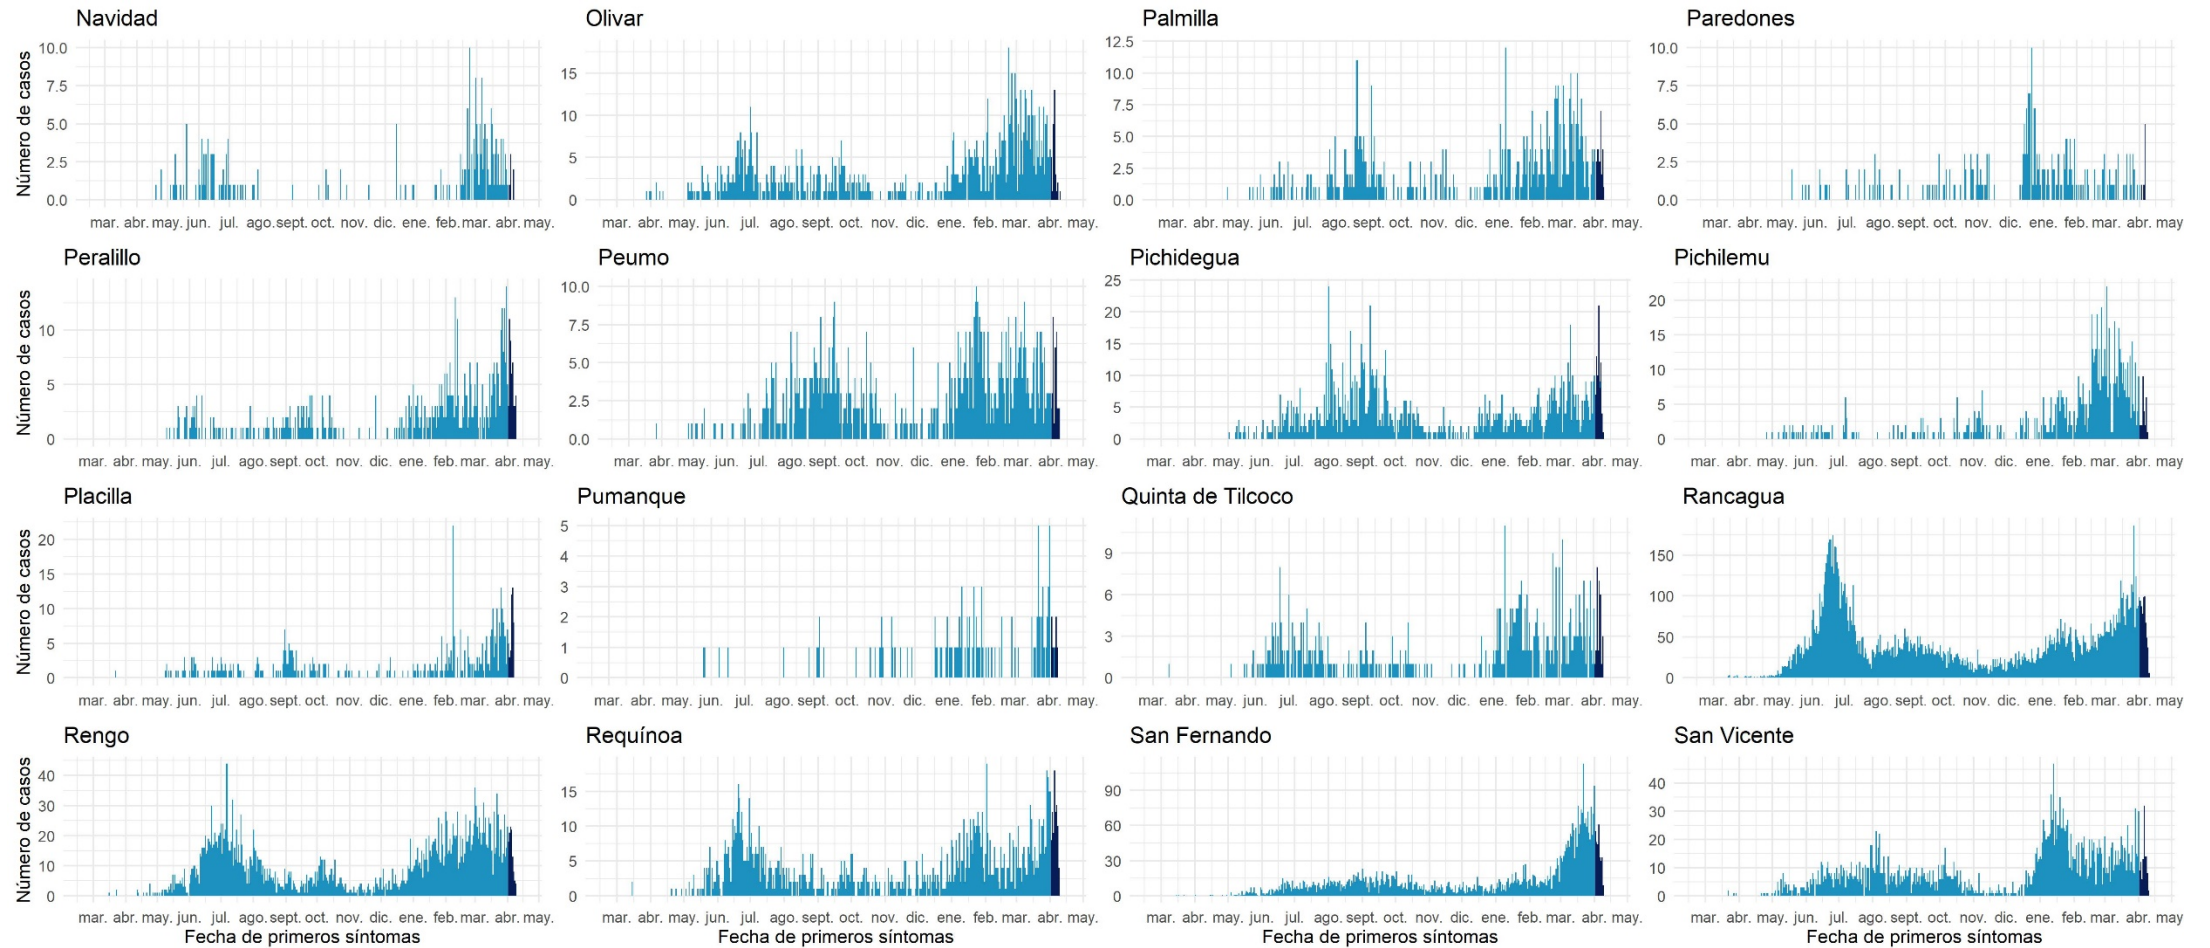 Navidad Olivar Palmilla Paredones
Número de casos
10.0
7.5
5.0
2.5
0.0
mar. abr. may. jun. jul. ago. sept. oct. nov. dic. ene. feb. mar. abr. may.
15
10
5
0
mar. abr. may. jun. jul. ago. sept. oct. nov. dic. ene. feb. mar. abr. may.
12.5
10.0
7.5
5.0
2.5
0.0
mar. abr. may. jun. jul. ago. sept. oct. nov. dic. ene. feb. mar. abr. may.
10.0
7.5
5.0
2.5
0.0
mar. abr. may. jun. jul. ago. sept. oct. nov. dic. ene. feb. mar. abr. may
Peralillo Peumo Pichidegua Pichilemu
Número de casos
10
5
0
mar. abr. may. jun. jul. ago. sept. oct. nov. dic. ene. feb. mar. abr. may.
10.0
7.5
5.0
2.5
0.0
mar. abr. may. jun. jul. ago. sept. oct. nov. dic. ene. feb. mar. abr. may.
25
20
15
10
5
0
mar. abr. may. jun. jul. ago. sept. oct. nov. dic. ene. feb. mar. abr. may.
20
15
10
5
0
mar. abr. may. jun. jul. ago. sept. oct. nov. dic. ene. feb. mar. abr. may
Placilla Pumanque Quinta de Tilcoco Rancagua
Número de casos
20
15
10
5
0
mar. abr. may. jun. jul. ago. sept. oct. nov. dic. ene. feb. mar. abr. may.
5
4
3
2
1
0
mar. abr. may. jun. jul. ago. sept. oct. nov. dic. ene. feb. mar. abr. may.
9
6
3
0
mar. abr. may. jun. jul. ago. sept. oct. nov. dic. ene. feb. mar. abr. may.
150
100
50
0
mar. abr. may. jun. jul. ago. sept. oct. nov. dic. ene. feb. mar. abr. may
Rengo Requínoa San Fernando San Vicente
Número de casos
40
30
20
10
0
mar. abr. may. jun. jul. ago. sept. oct. nov. dic. ene. feb. mar. abr. may.
Fecha de primeros síntomas
15
10
5
0
mar. abr. may. jun. jul. ago. sept. oct. nov. dic. ene. feb. mar. abr. may.
Fecha de primeros síntomas
90
60
30
0
mar. abr. may. jun. jul. ago. sept. oct. nov. dic. ene. feb. mar. abr. may.
Fecha de primeros síntomas
40
30
20
10
0
mar. abr. may. jun. jul. ago. sept. oct. nov. dic. ene. feb. mar. abr. may
Fecha de primeros síntomas